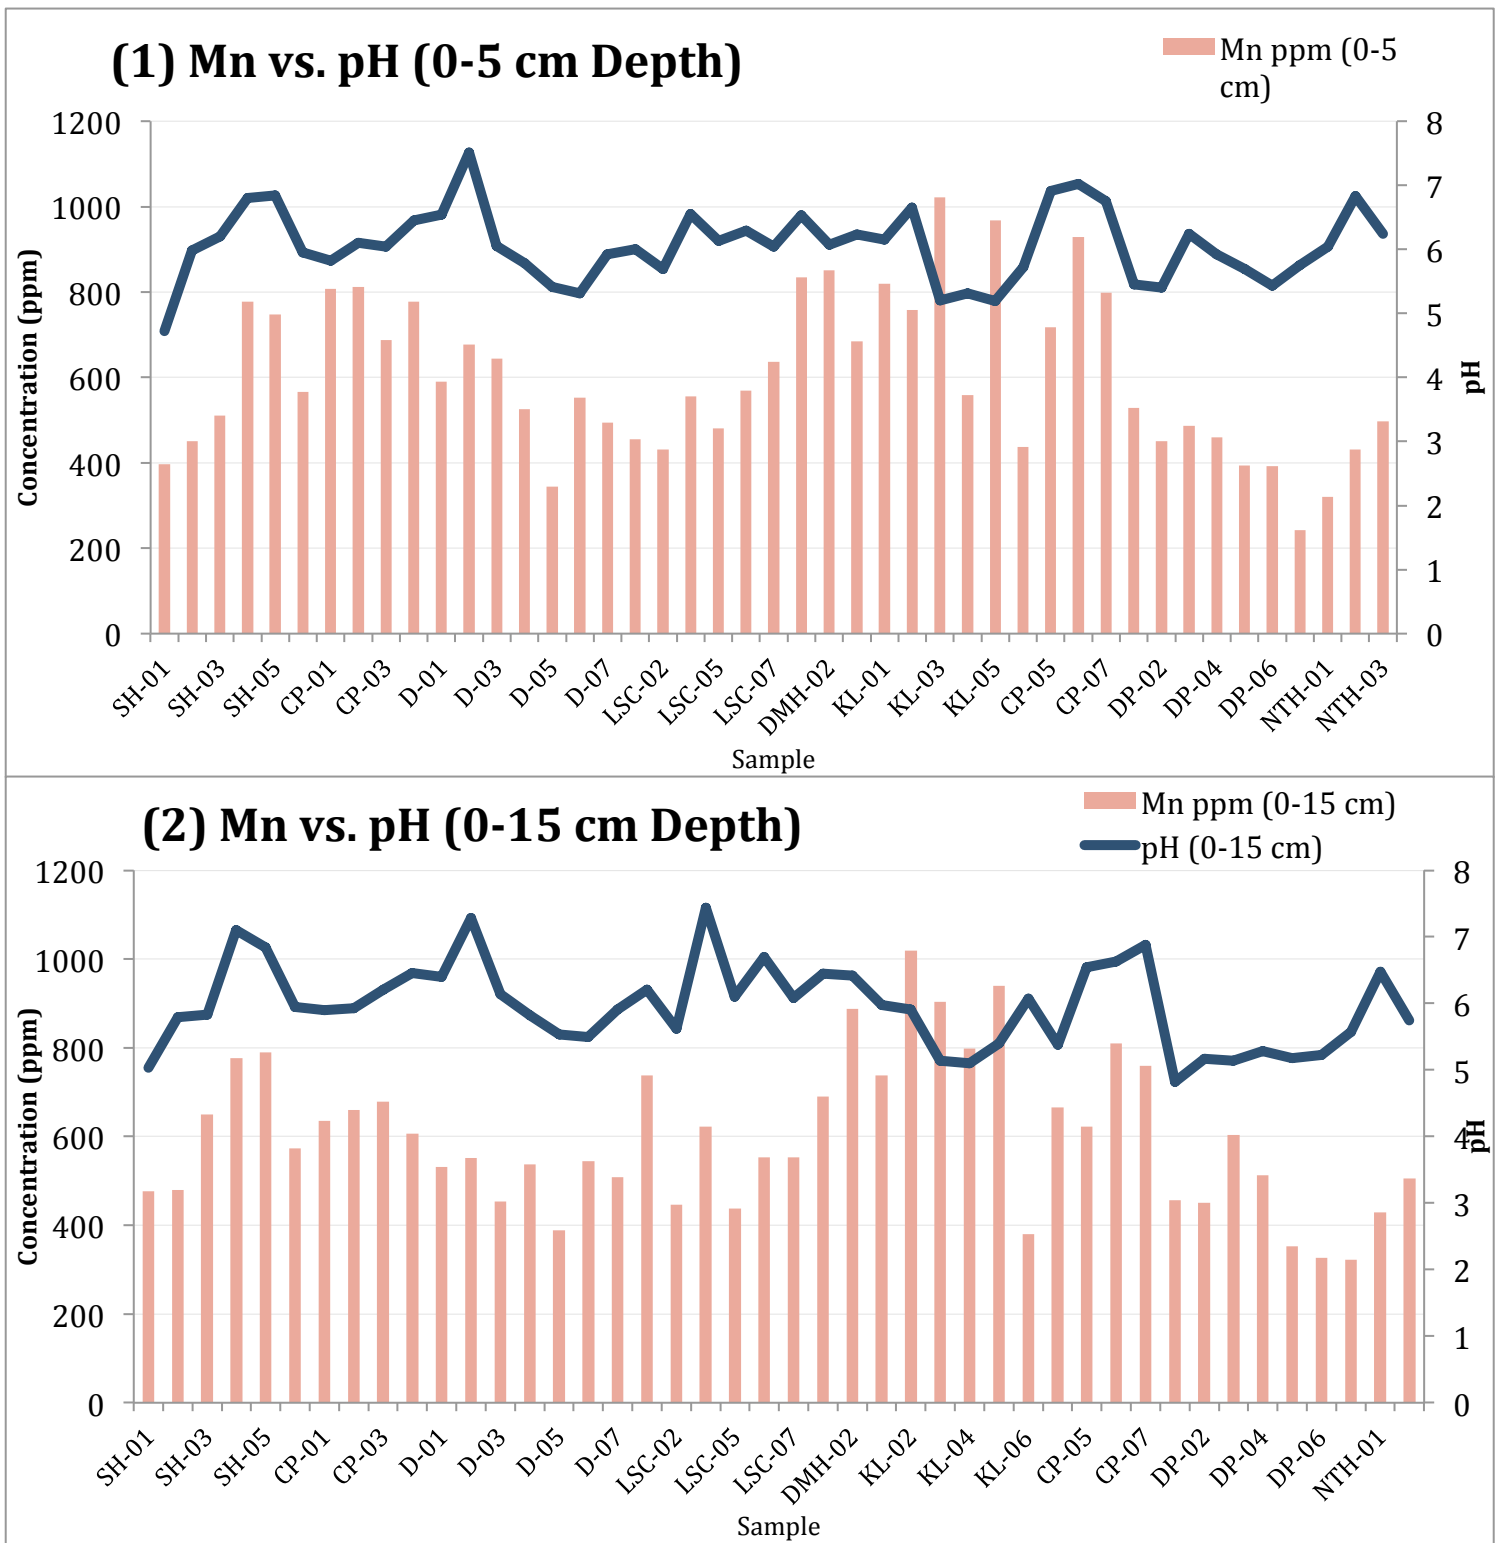 (1) Mn vs. pH (0-5 cm Depth)
Mn ppm (0-5
cm)
1200
1000
800
600
400
200
0
8
7
6
5
4
3
2
1
0
Concentration (ppm)
pH
SH-01
SH-03
SH-05
CP-01
CP-03
D-01
D-03
D-05
D-07
LSC-02
LSC-05
LSC-07
DMH-02
KL-01
KL-03
KL-05
CP-05
CP-07
DP-02
DP-04
DP-06
NTH-01
NTH-03
Sample
(2) Mn vs. pH (0-15 cm Depth)
Mn ppm (0-15 cm)
pH (0-15 cm)
1200
1000
800
600
400
200
0
8
7
6
5
4
3
2
1
0
Concentration (ppm)
pH
SH-01
SH-03
SH-05
CP-01
CP-03
D-01
D-03
D-05
D-07
LSC-02
LSC-05
LSC-07
DMH-02
KL-02
KL-04
KL-06
CP-05
CP-07
DP-02
DP-04
DP-06
NTH-01
Sample